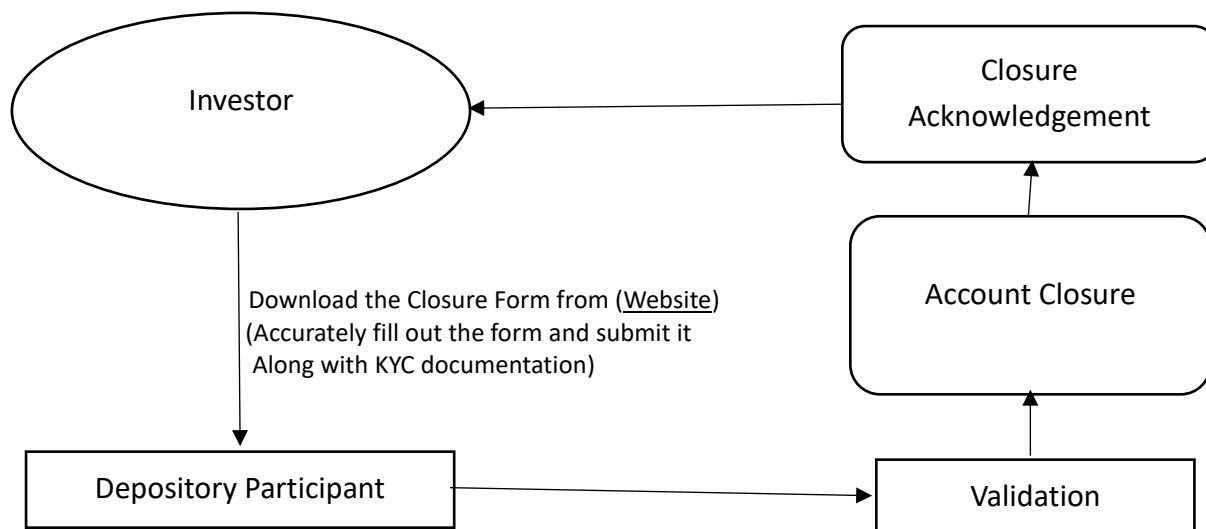 Investor
Closure
Acknowledgement
Account Closure
Download the Closure Form from (Website)
(Accurately fill out the form and submit it
Along with KYC documentation)
Depository Participant
Validation